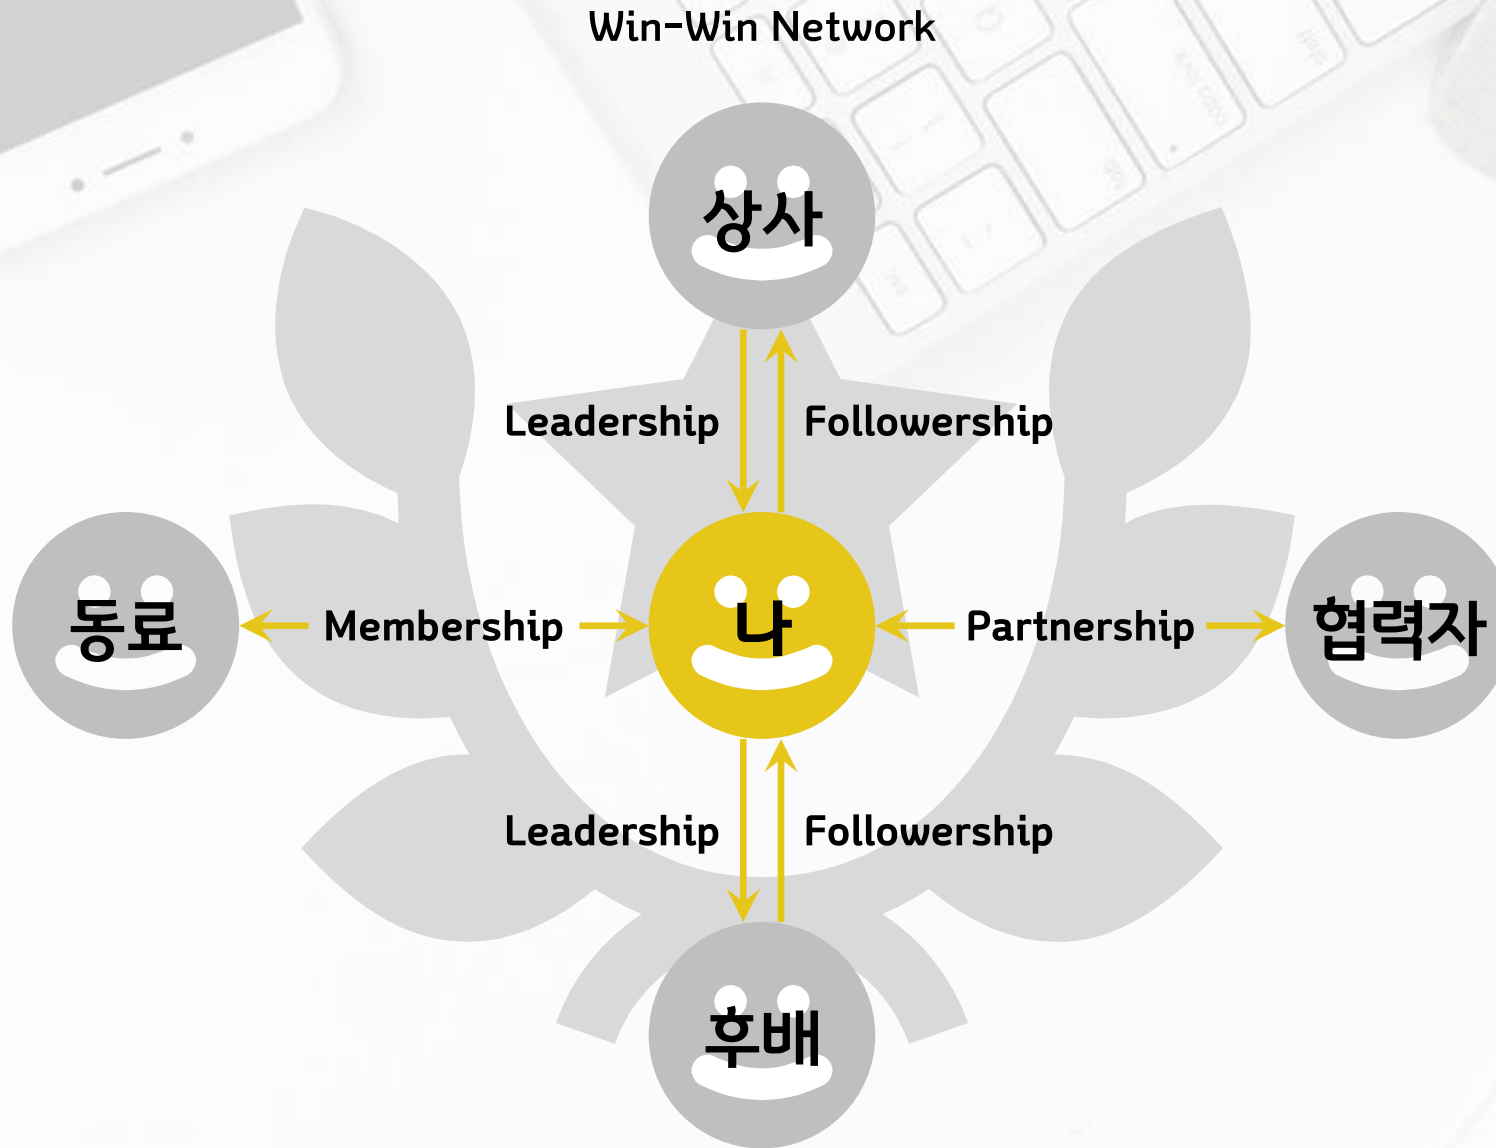 Win-Win Network
상사
Leadership Followership
동료 Membership 나 Partnership 협력자
Leadership Followership
후배